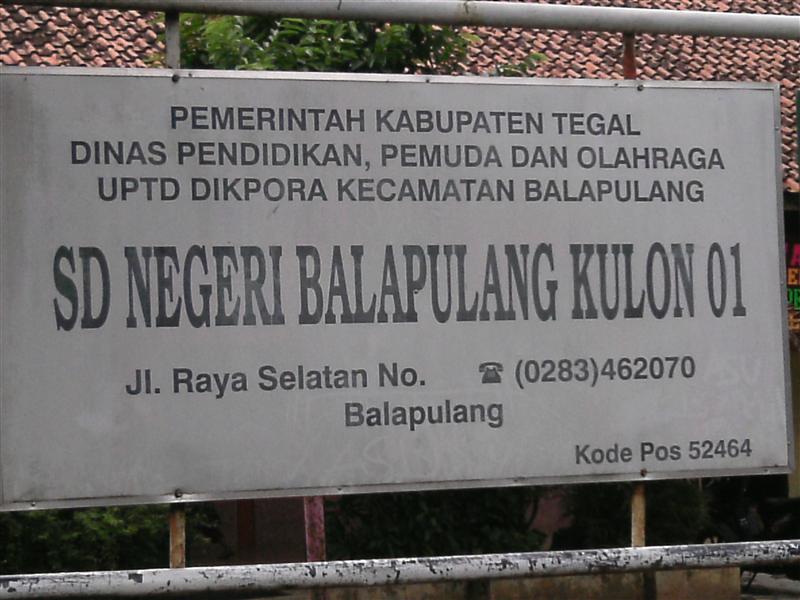 PEMERINTAH KABUPATEN TEGAL
DINAS PENDIDIKAN, PEMUDA DAN OLAHRAGA
UPTD DIKPORA KECAMATAN BALAPULANG
SD NEGERI BALAPULANG KULON 01
Jl. Raya Selatan No. ☎ (0283)462070
Balapulang
Kode Pos 52464